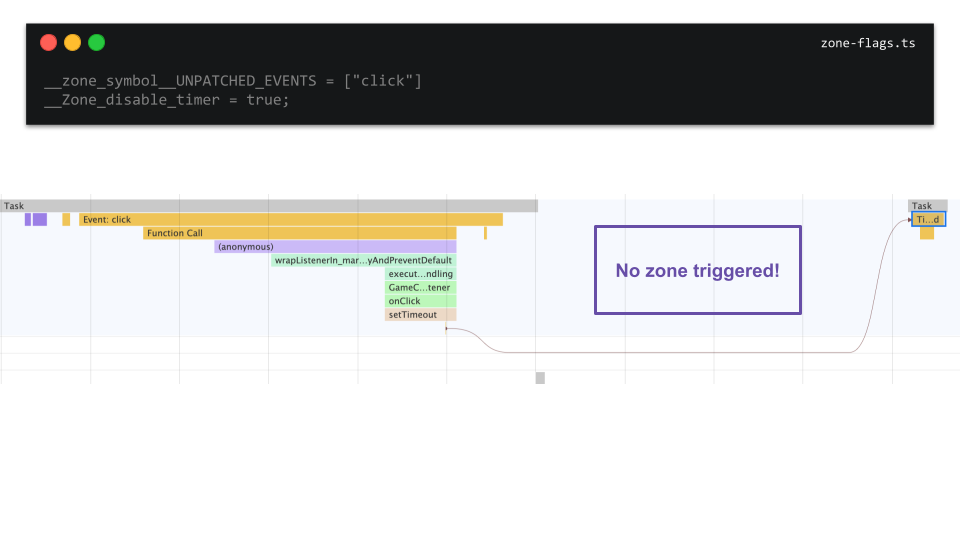 zone-flags.ts
__zone_symbol__UNPATCHED_EVENTS = ["click"]
__Zone_disable_timer = true;
Task
Task
Event: click
Ti...d
Function Call
(anonymous)
wrapListenerIn_mar...yAndPreventDefault
execut...ndling
GameC...tener
onClick
setTimeout
No zone triggered!